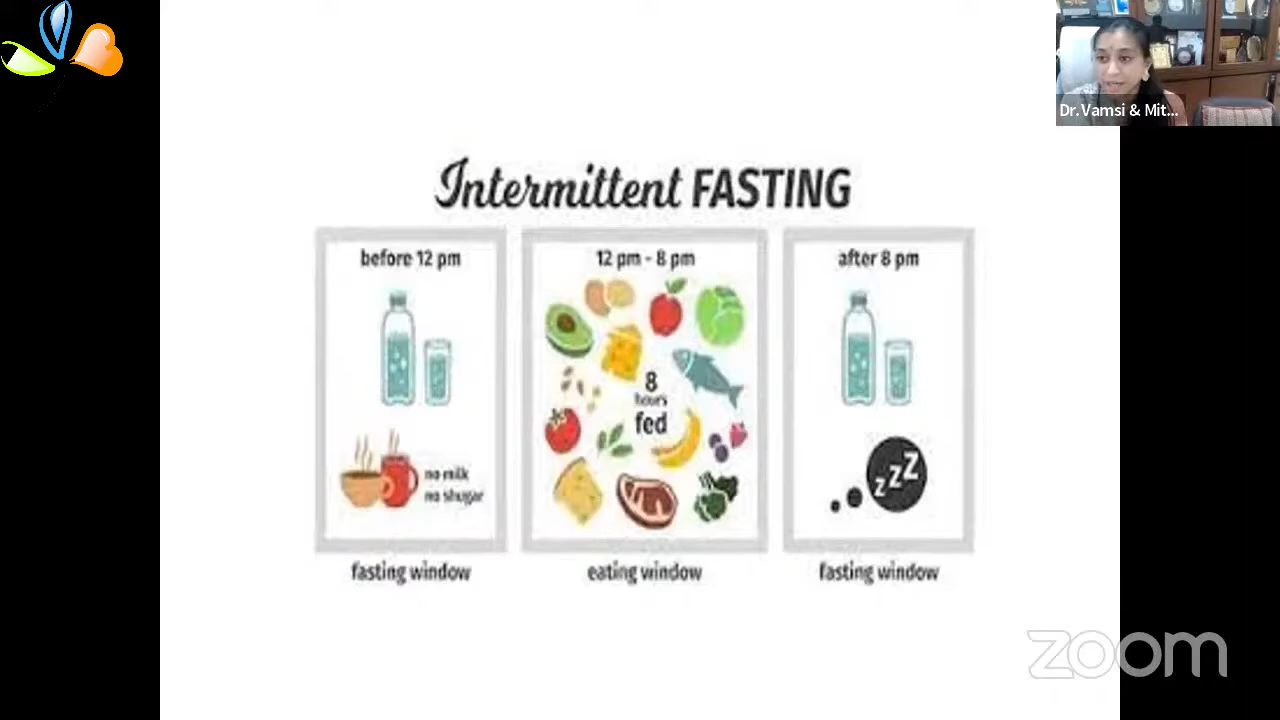 Dr.Vamsi & Mit...
Intermittent FASTING
before 12 pm
no milk
no shugar
fasting window
12 pm - 8 pm
8
hours
fed
eating window
after 8 pm
zzZ
fasting window
zoom